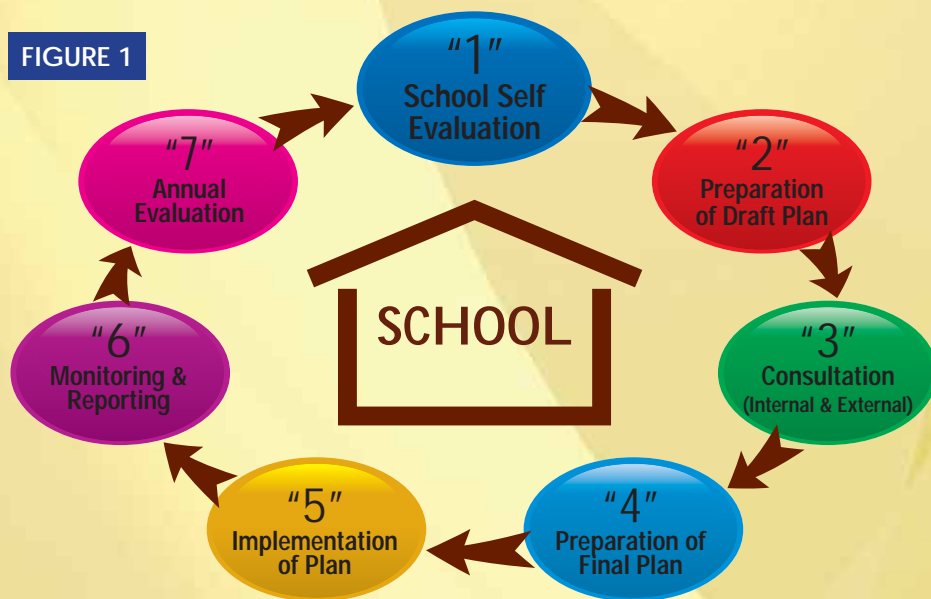 FIGURE 1
“1”
School Self
Evaluation
“2”
Preparation
of Draft Plan
“3”
Consultation
(Internal & External)
“4”
Preparation of
Final Plan
“5”
Implementation
of Plan
“6”
Monitoring &
Reporting
“7”
Annual
Evaluation
SCHOOL